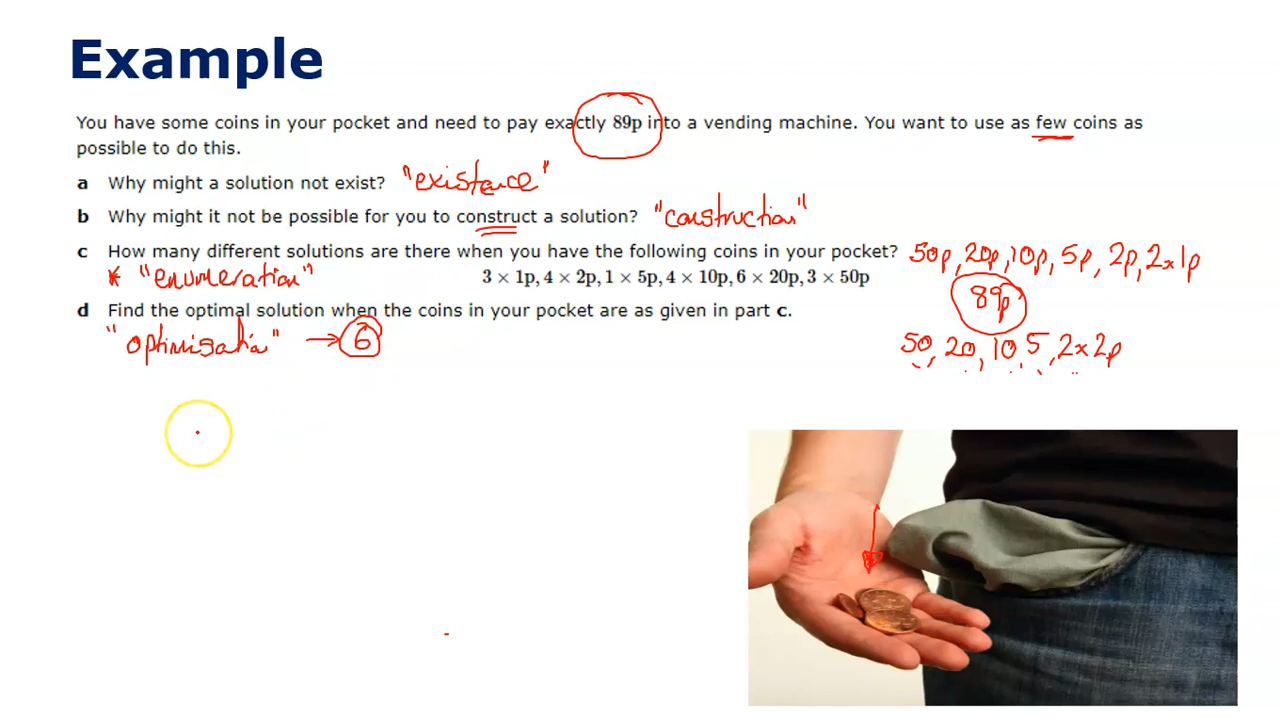 Example
You have some coins in your pocket and need to pay exactly 89p into a vending machine. You want to use as few coins as
possible to do this.
a Why might a solution not exist? "existence"
b Why might it not be possible for you to construct a solution? "construction"
c How many different solutions are there when you have the following coins in your pocket? 50p, 20p, 10p, 5p, 2p, 2x1p
* "enumeration" 3 × 1p, 4 × 2p, 1 × 5p, 4 × 10p, 6 × 20p, 3 × 50p
89p
d Find the optimal solution when the coins in your pocket are as given in part c.
"optimisation" → 6 50, 20, 10 5, 2x2p